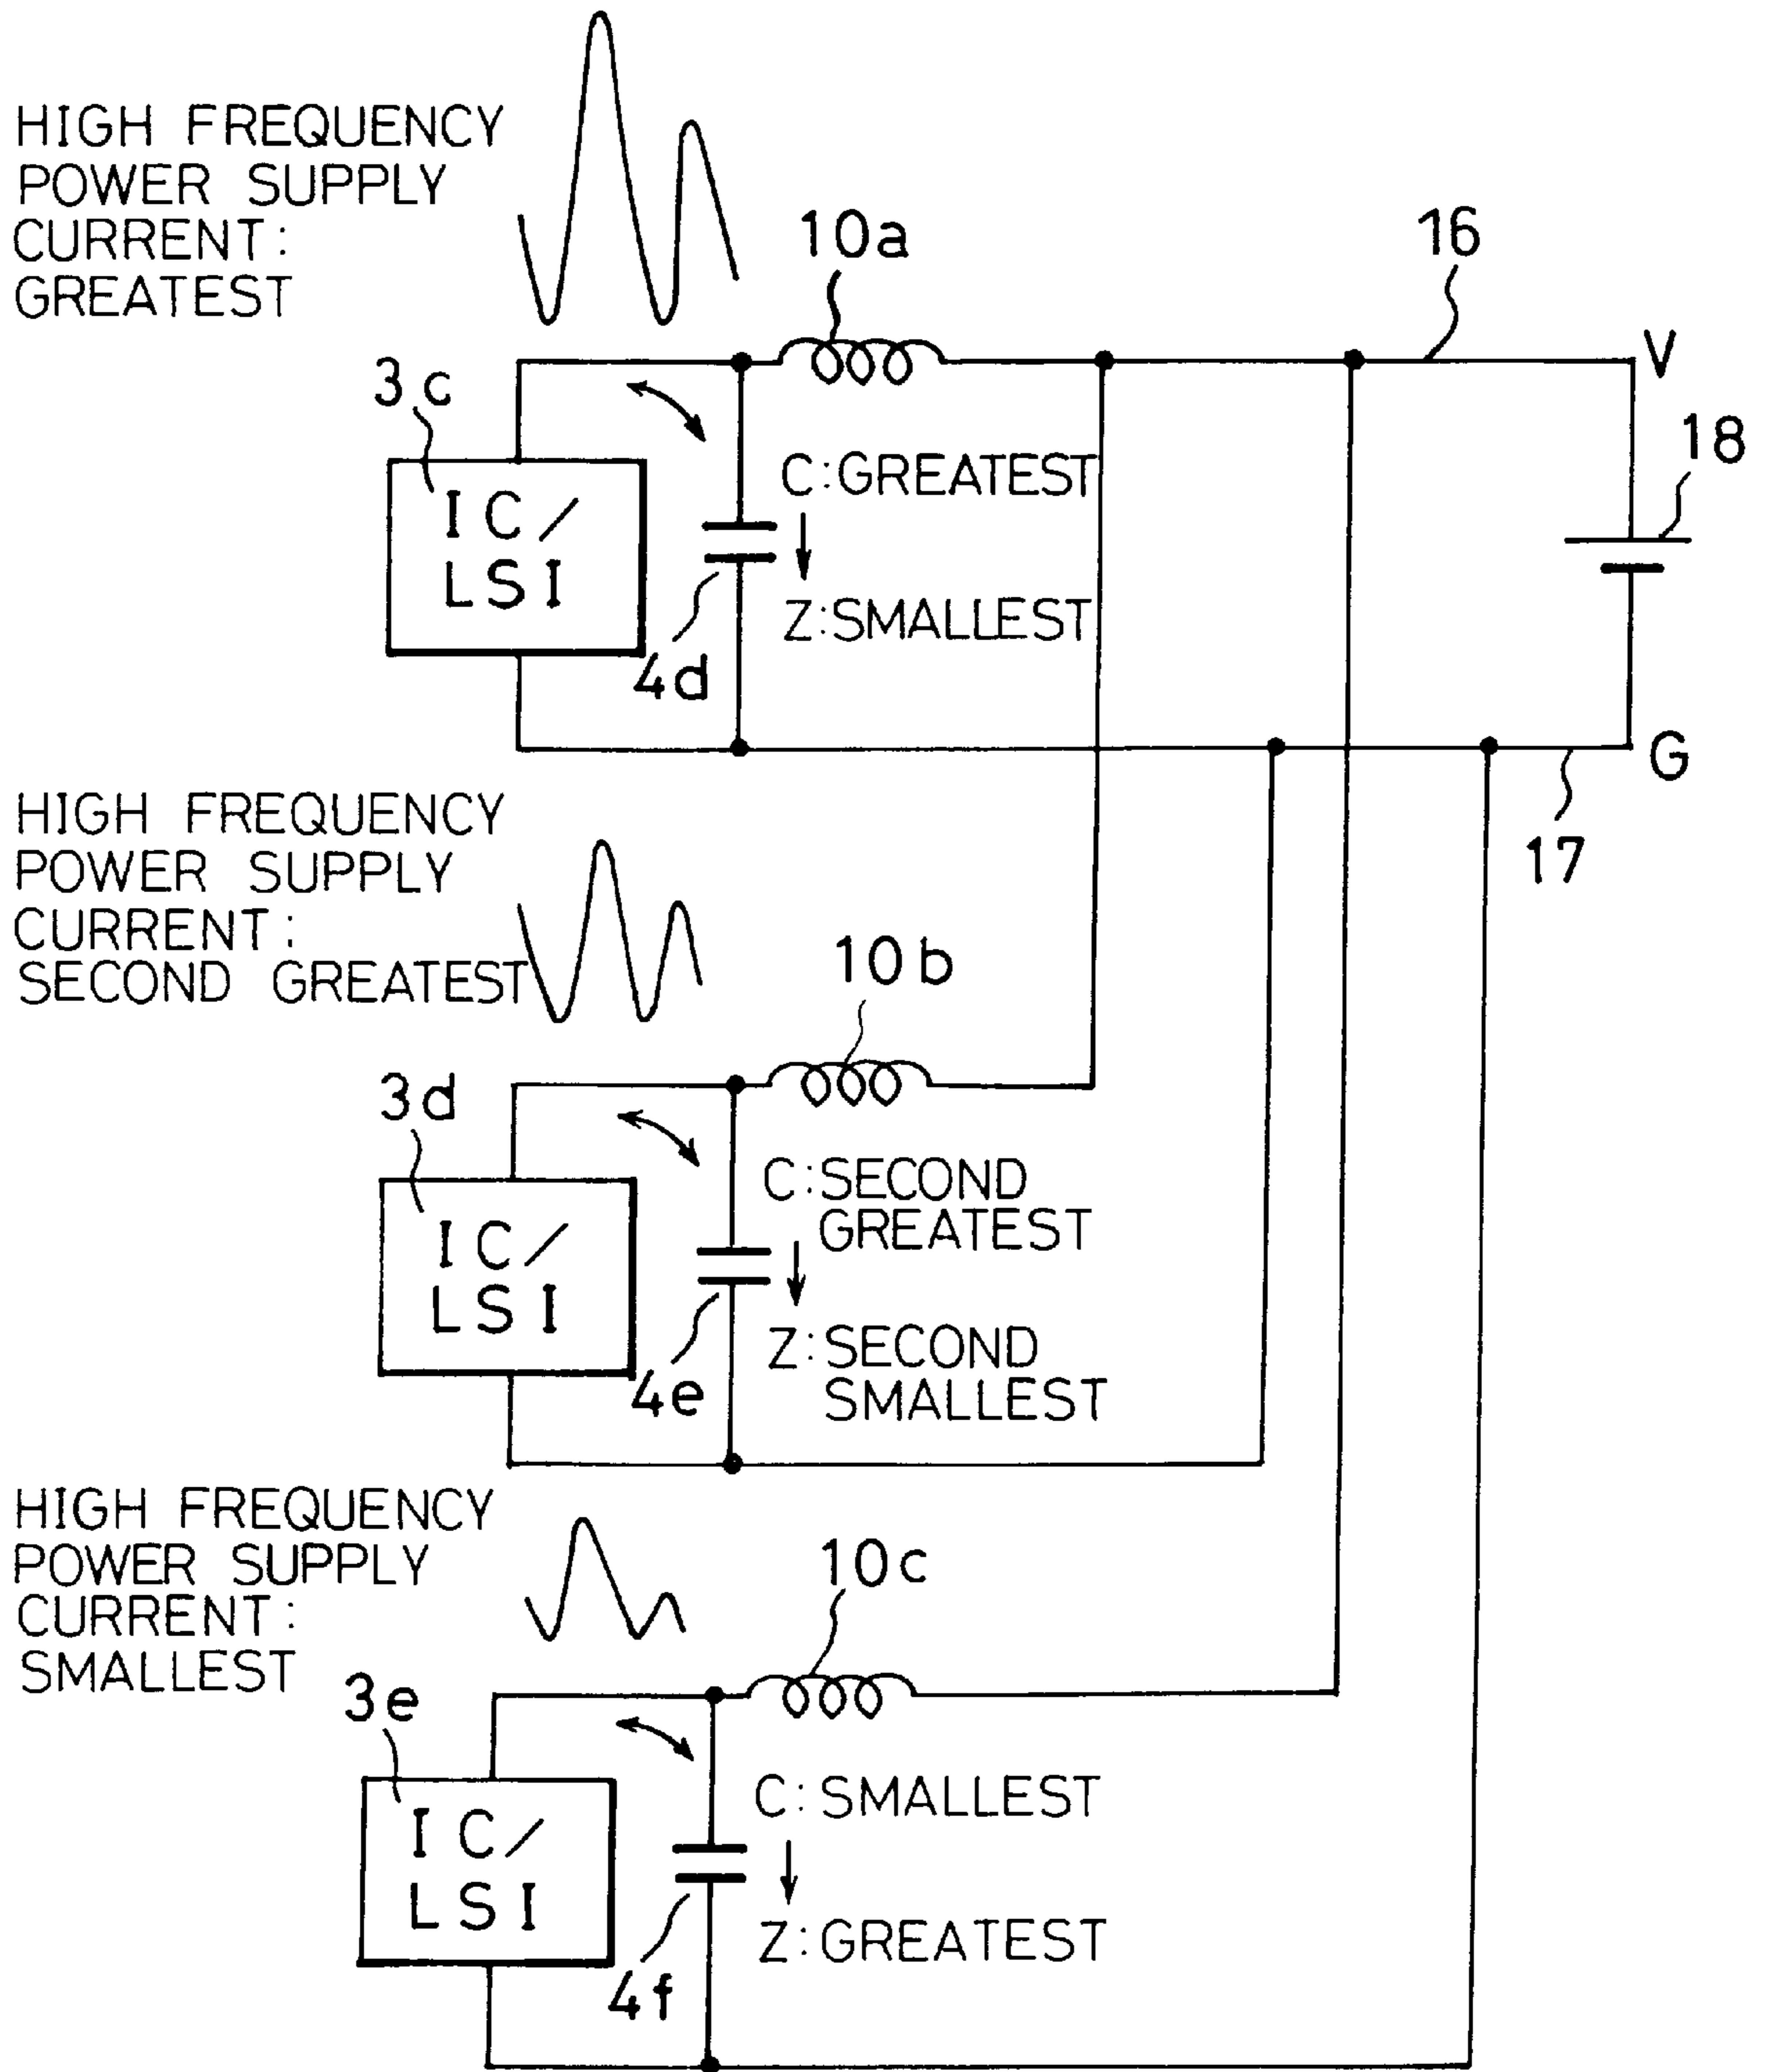 HIGH FREQUENCY
POWER SUPPLY
CURRENT:
GREATEST
10a
16
V
3c
18
C:GREATEST
IC/
LSI
Z:SMALLEST
4d
G
17
HIGH FREQUENCY
POWER SUPPLY
CURRENT:
SECOND GREATEST
10b
3d
C:SECOND
GREATEST
IC/
LSI
Z:SECOND
SMALLEST
4e
HIGH FREQUENCY
POWER SUPPLY
CURRENT:
SMALLEST
10c
3e
C:SMALLEST
IC/
LSI
Z:GREATEST
4f